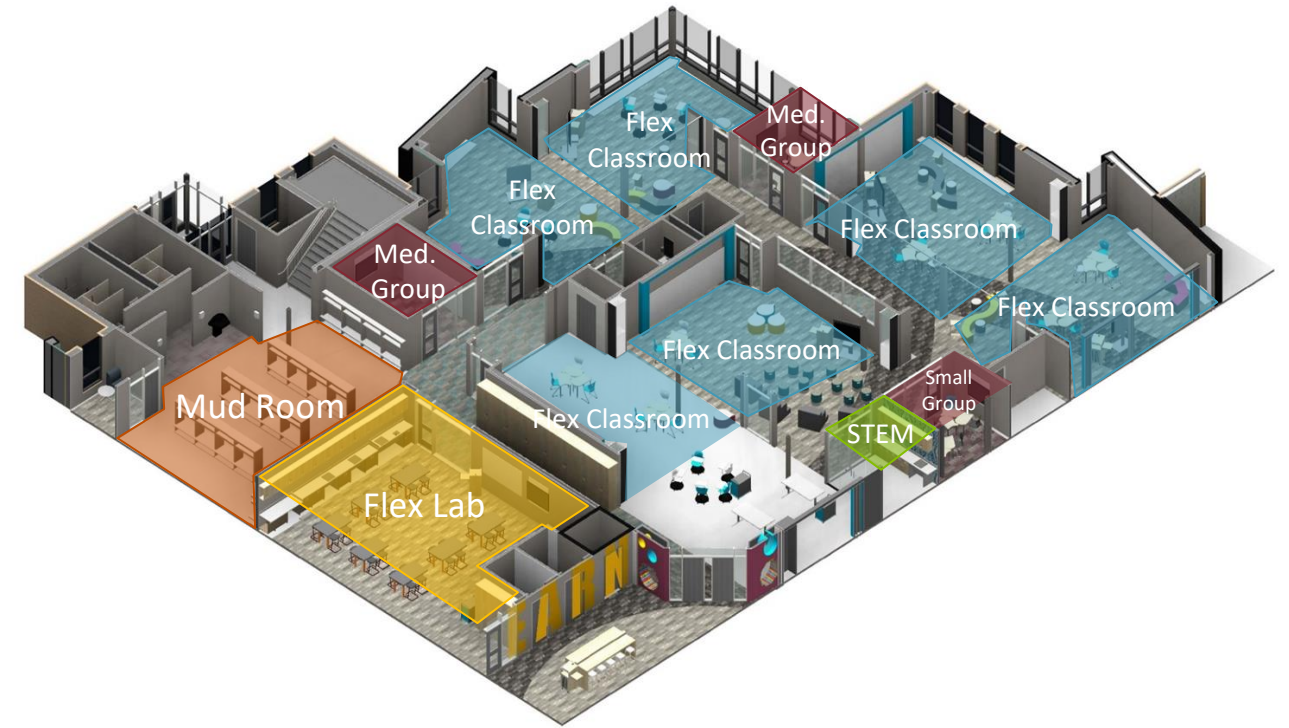 Flex
Classroom
Med.
Group
Flex
Classroom
Flex Classroom
Med.
Group
Flex Classroom
Flex Classroom
Small
Group
Mud Room
Flex Classroom
STEM
Flex Lab
EARN